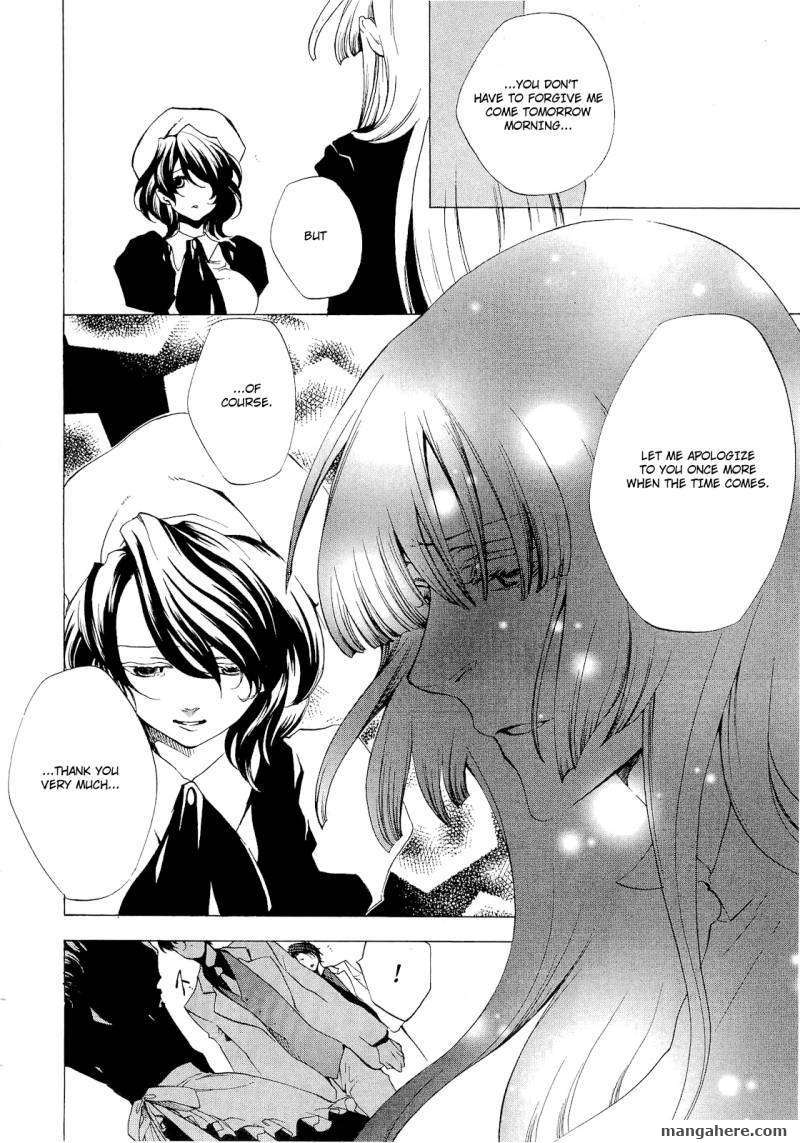 ...YOU DON'T
HAVE TO FORGIVE ME
COME TOMORROW
MORNING...
BUT
LET ME APOLOGIZE
TO YOU ONCE MORE
WHEN THE TIME COMES.
...OF
COURSE.
...THANK YOU
VERY MUCH...
!
mangahere.com